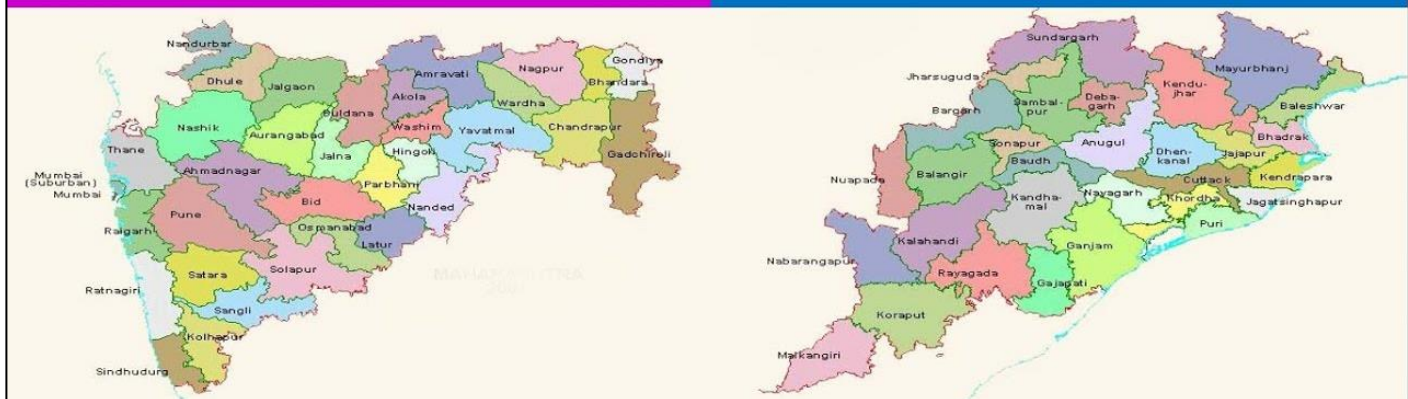 Nandurbar
Dhule
Jalgaon
Buldana
Akola
Amravati
Wardha
Nagpur
Bhandara
Gondiya
Nashik
Aurangabad
Jalna
Washim
Hingoli
Yavatmal
Chandrapur
Gadchiroli
Thane
Mumbai
(Suburban)
Mumbai
Ahmadnagar
Parbhani
Nanded
Pune
Bid
Raigarh
Osmanabad
Latur
Satara
Solapur
Ratnagiri
Sangli
Kolhapur
Sindhudurg
Sundargarh
Jharsuguda
Bargarh
Sambal-
pur
Deba-
garh
Kendu-
jhar
Mayurbhanj
Baleshwar
Bhadrak
Sonapur
Baudh
Anugul
Dhen-
kanal
Jajapur
Nuapada
Balangir
Kandha-
mal
Nayagarh
Cuttack
Kendrapara
Khordha
Jagatsinghapur
Puri
Kalahandi
Ganjam
Nabarangapur
Rayagada
Gajapati
Koraput
Malkangiri